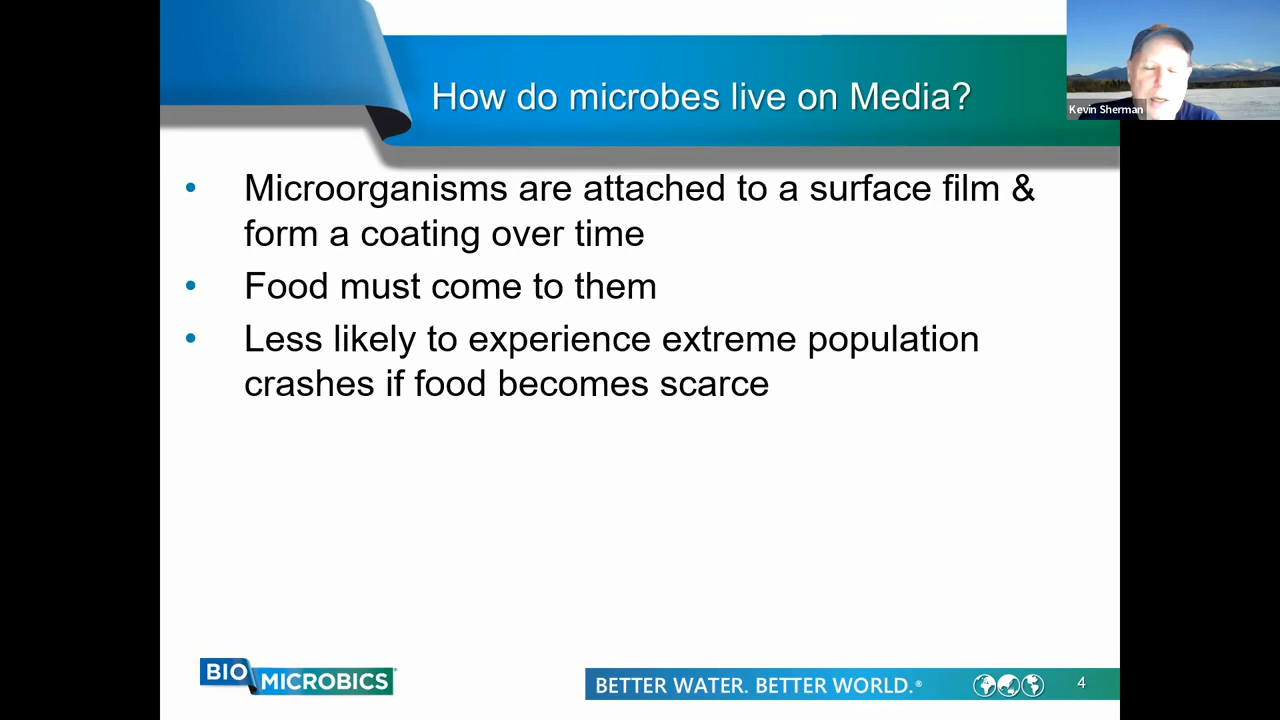 How do microbes live on Media?
Kevin Sherman
• Microorganisms are attached to a surface film &
form a coating over time
• Food must come to them
• Less likely to experience extreme population
crashes if food becomes scarce
BIO MICROBICS®
BETTER WATER. BETTER WORLD.®
4